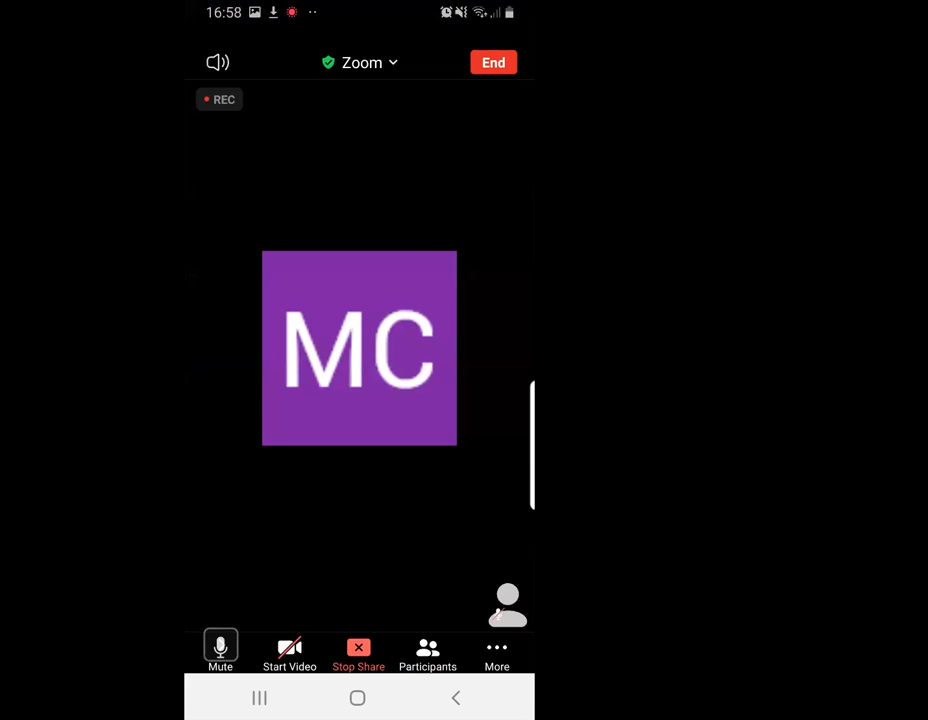 16:58
Zoom
End
REC
MC
Mute
Start Video
Stop Share
Participants
More